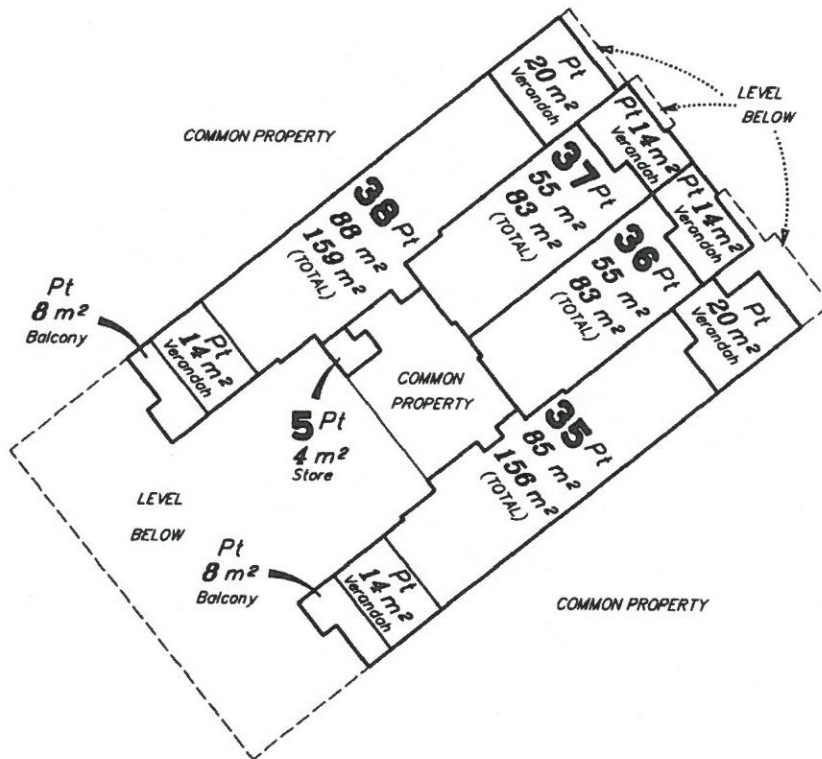 Pt
20 m²
Verandah
LEVEL
BELOW
COMMON PROPERTY
Pt 14 m²
Verandah
37 Pt
55 m²
83 m²
(TOTAL)
Pt 14 m²
Verandah
38 Pt
88 m²
159 m²
(TOTAL)
36 Pt
55 m²
83 m²
(TOTAL)
Pt
8 m²
Balcony
Pt
14 m²
Verandah
Pt
20 m²
Verandah
COMMON
PROPERTY
5 Pt
4 m²
Store
35 Pt
85 m²
156 m²
(TOTAL)
LEVEL
BELOW
Pt
8 m²
Balcony
Pt
14 m²
Verandah
COMMON PROPERTY